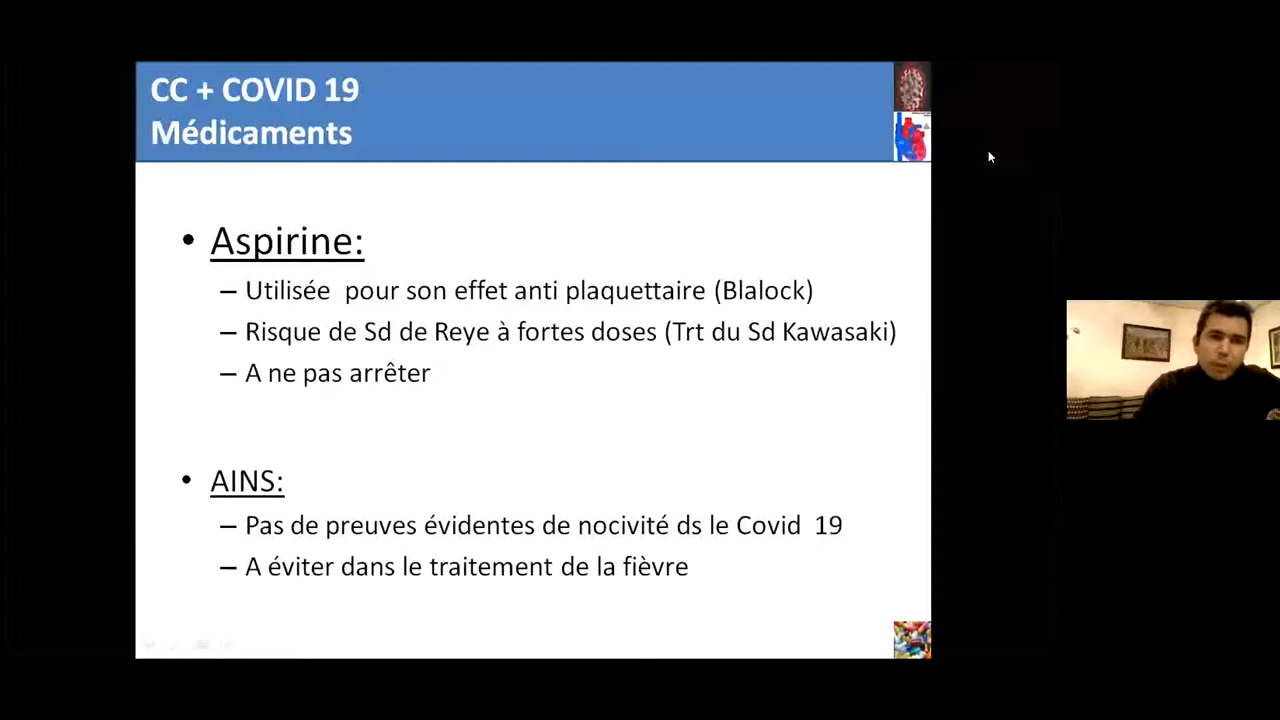 CC + COVID 19
Médicaments
• Aspirine:
– Utilisée pour son effet anti plaquettaire (Blalock)
– Risque de Sd de Reye à fortes doses (Trt du Sd Kawasaki)
– A ne pas arrêter
• AINS:
– Pas de preuves évidentes de nocivité ds le Covid 19
– A éviter dans le traitement de la fièvre